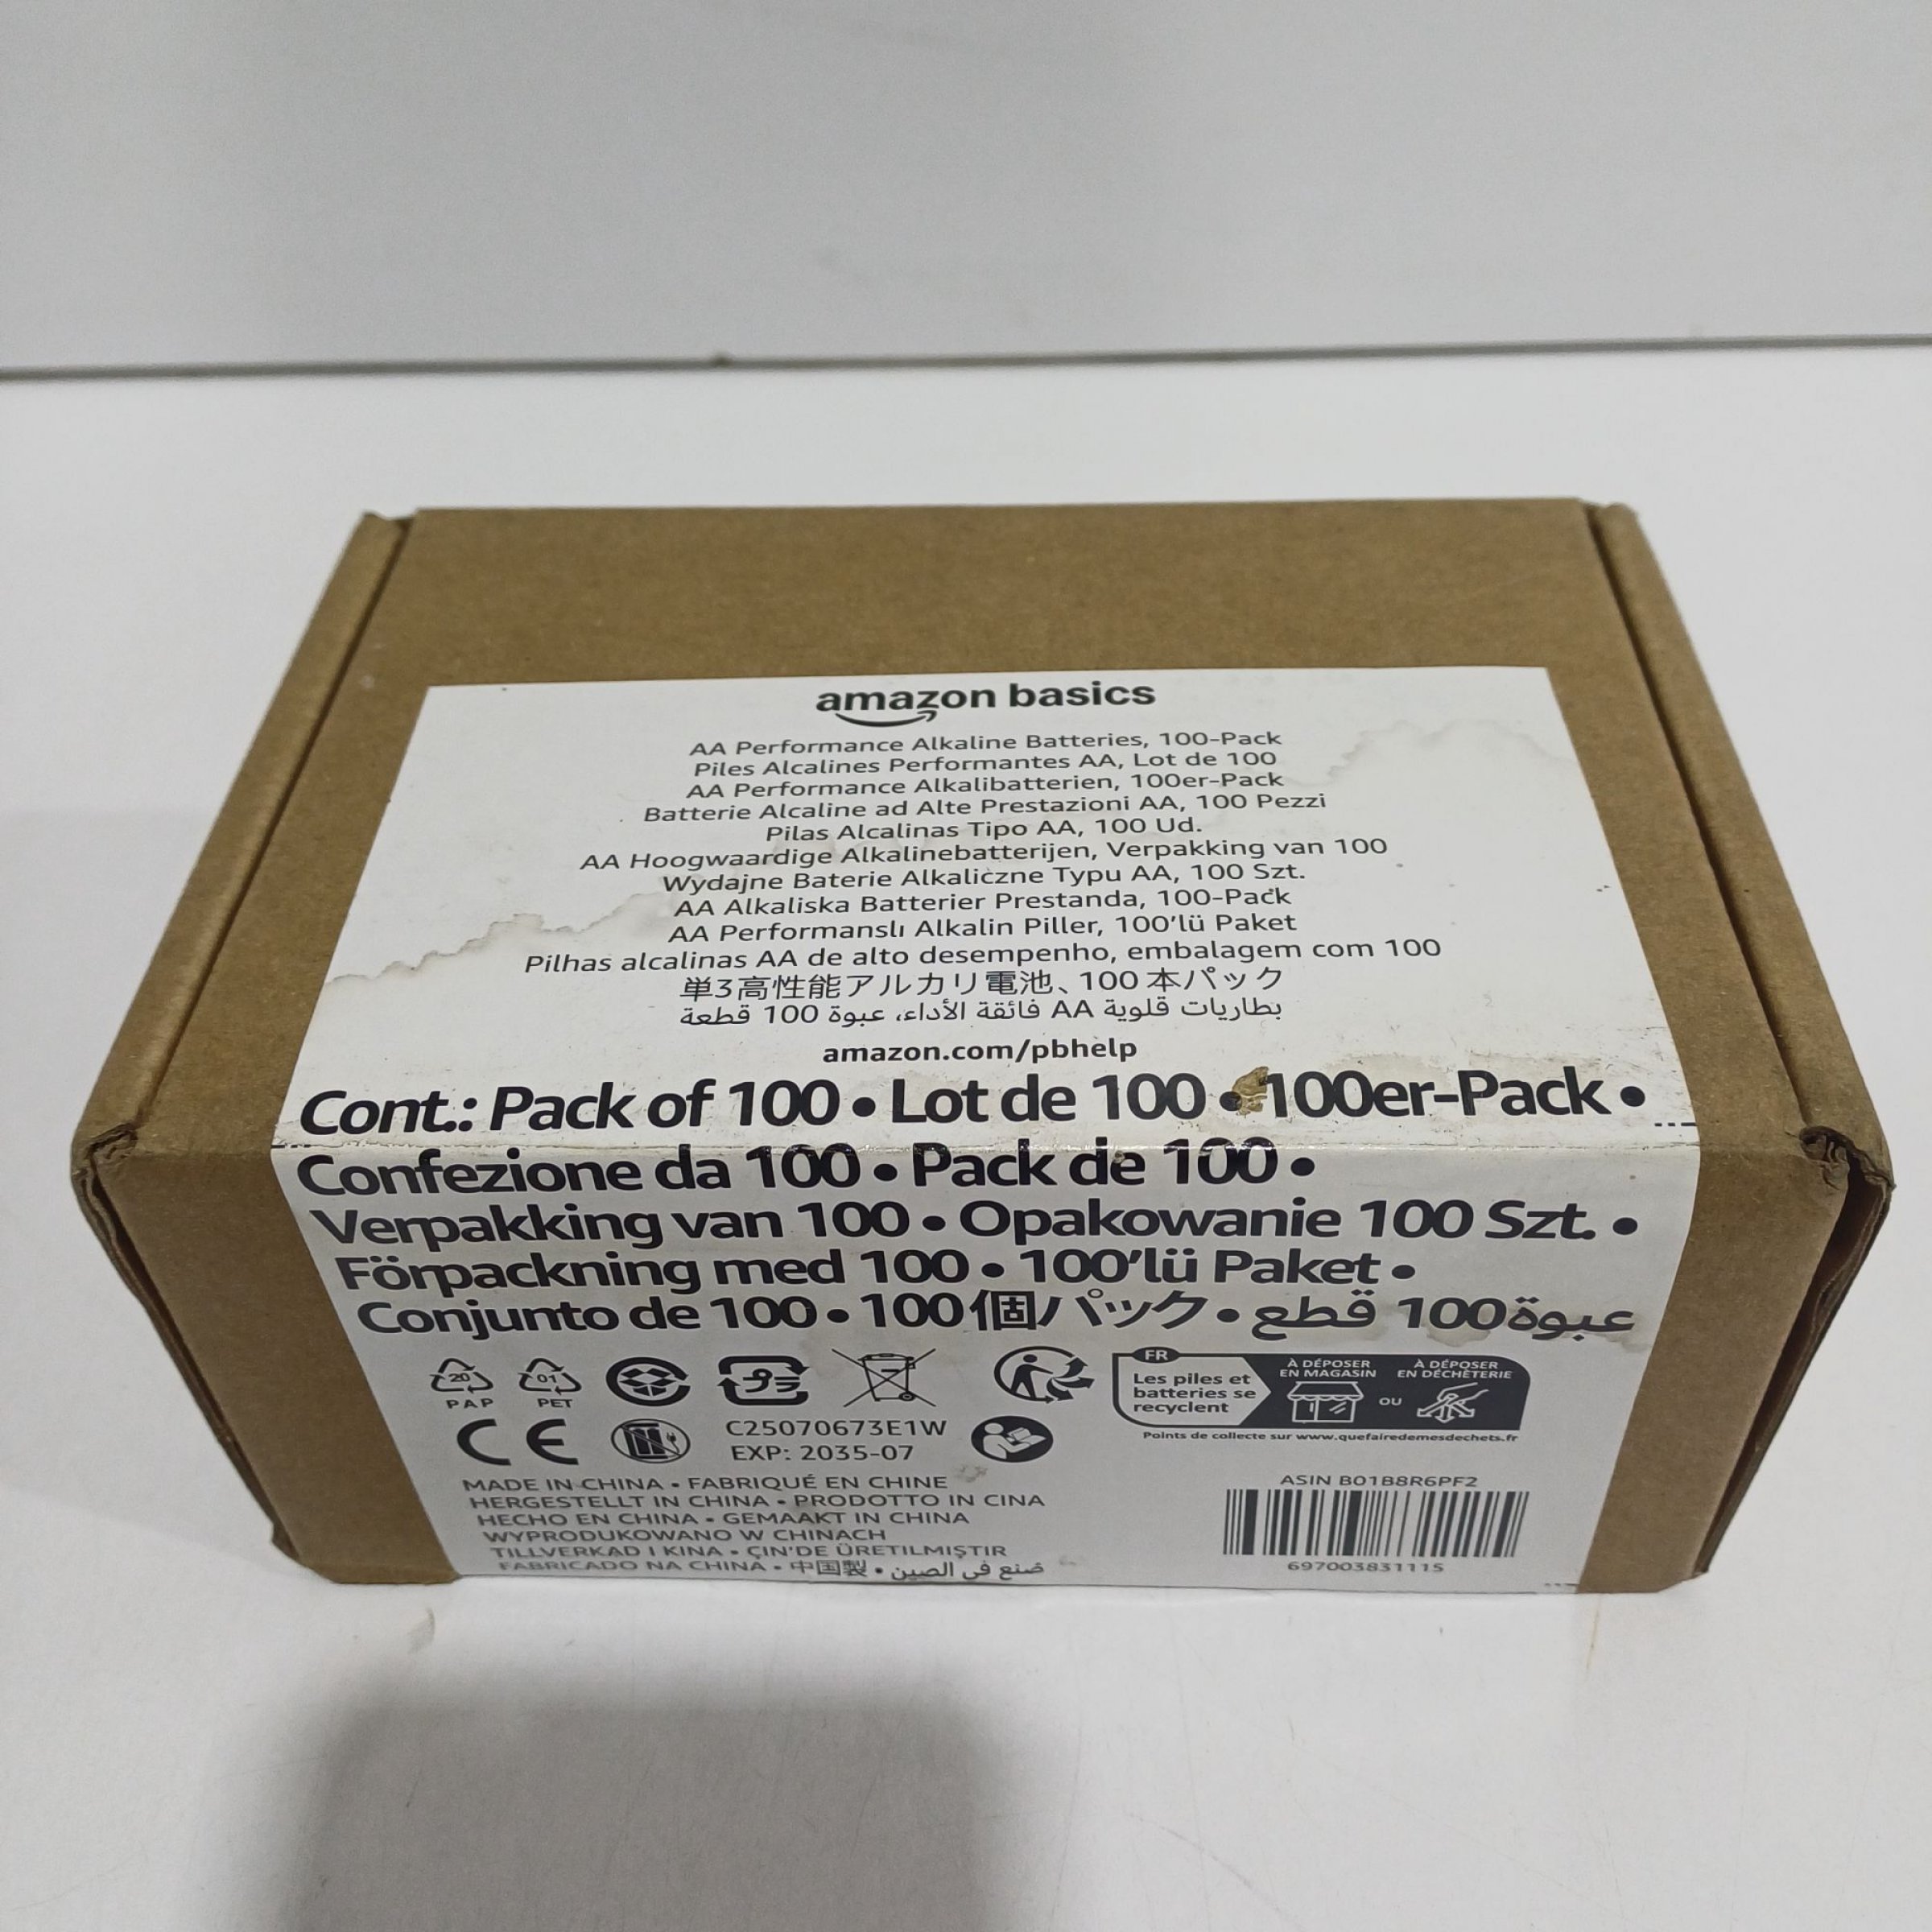 amazon basics
AA Performance Alkaline Batteries, 100-Pack
Piles Alcalines Performantes AA, Lot de 100
AA Performance Alkalibatterien, 100er-Pack
Batterie Alcaline ad Alte Prestazioni AA, 100 Pezzi
Pilas Alcalinas Tipo AA, 100 Ud.
AA Hoogwaardige Alkalinebatterijen, Verpakking van 100
Wydajne Baterie Alkaliczne Typu AA, 100 Szt.
AA Alkaliska Batterier Prestanda, 100-Pack
AA Performanslı Alkalin Piller, 100'lü Paket
Pilhas alcalinas AA de alto desempenho, embalagem com 100
単3高性能アルカリ電池、100本パック
بطاريات قلوية AA فائقة الأداء، عبوة 100 قطعة
amazon.com/pbhelp
Cont.: Pack of 100 • Lot de 100 • 100er-Pack •
Confezione da 100 • Pack de 100 •
Verpakking van 100 • Opakowanie 100 Szt. •
Förpackning med 100 • 100'lü Paket •
Conjunto de 100 • 100個パック • عبوة 100 قطع
20
PAP
01
PET
FR
Les piles et
batteries se
recyclent
À DÉPOSER
EN MAGASIN
OU
À DÉPOSER
EN DÉCHÈTERIE
Points de collecte sur www.quefairedemesdechets.fr
CE
C25070673E1W
EXP: 2035-07
MADE IN CHINA • FABRIQUÉ EN CHINE
HERGESTELLT IN CHINA • PRODOTTO IN CINA
HECHO EN CHINA • GEMAAKT IN CHINA
WYPRODUKOWANO W CHINACH
TILLVERKAD I KINA • ÇIN'DE ÜRETILMIŞTIR
FABRICADO NA CHINA • 中国製 • صُنع في الصين
ASIN B01B8R6PF2
697003831115